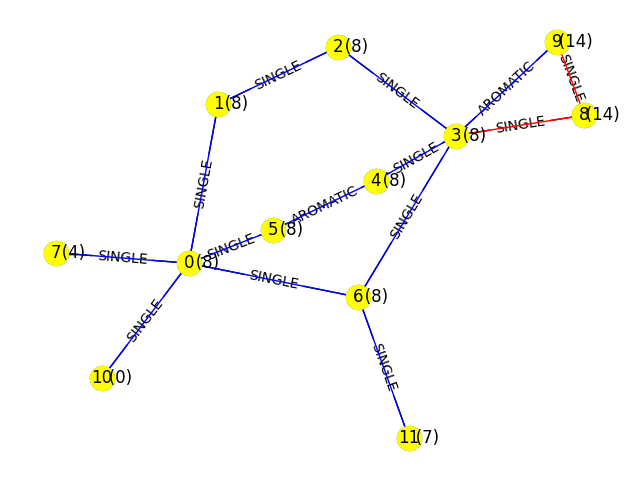 9(14)
2(8)
SINGLE
SINGLE
AROMATIC
SINGLE
1(8)
8(14)
SINGLE
3(8)
SINGLE
4(8)
SINGLE
AROMATIC
SINGLE
5(8)
SINGLE
7(4)
SINGLE
0(8)
SINGLE
6(8)
SINGLE
SINGLE
10(0)
11(7)